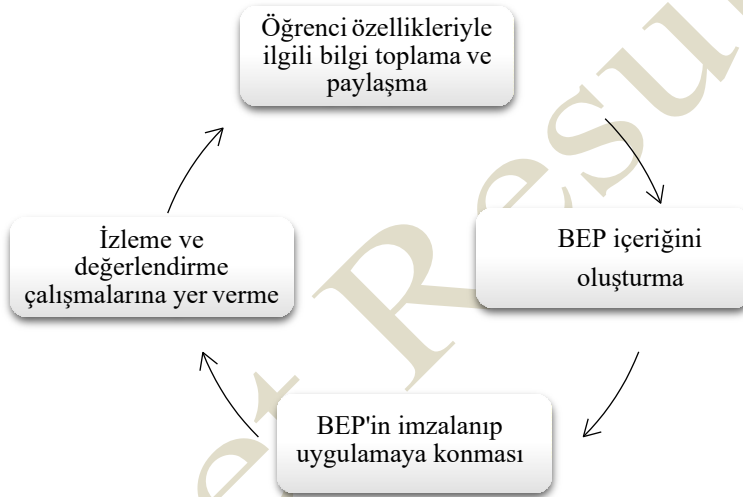 Öğrenci özellikleriyle
ilgili bilgi toplama ve
paylaşma
BEP içeriğini
oluşturma
BEP'in imzalanıp
uygulamaya konması
İzleme ve
değerlendirme
çalışmalarına yer verme